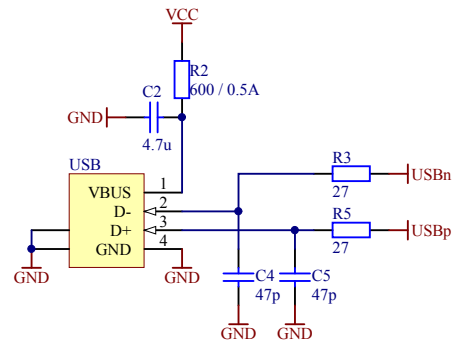 VCC
R2
600 / 0.5A
C2
GND
4.7u
USB
VBUS 1
D- 2
D+ 3
GND 4
R3
27
USBn
R5
27
USBp
GND
GND
C4
47p
C5
47p
GND
GND